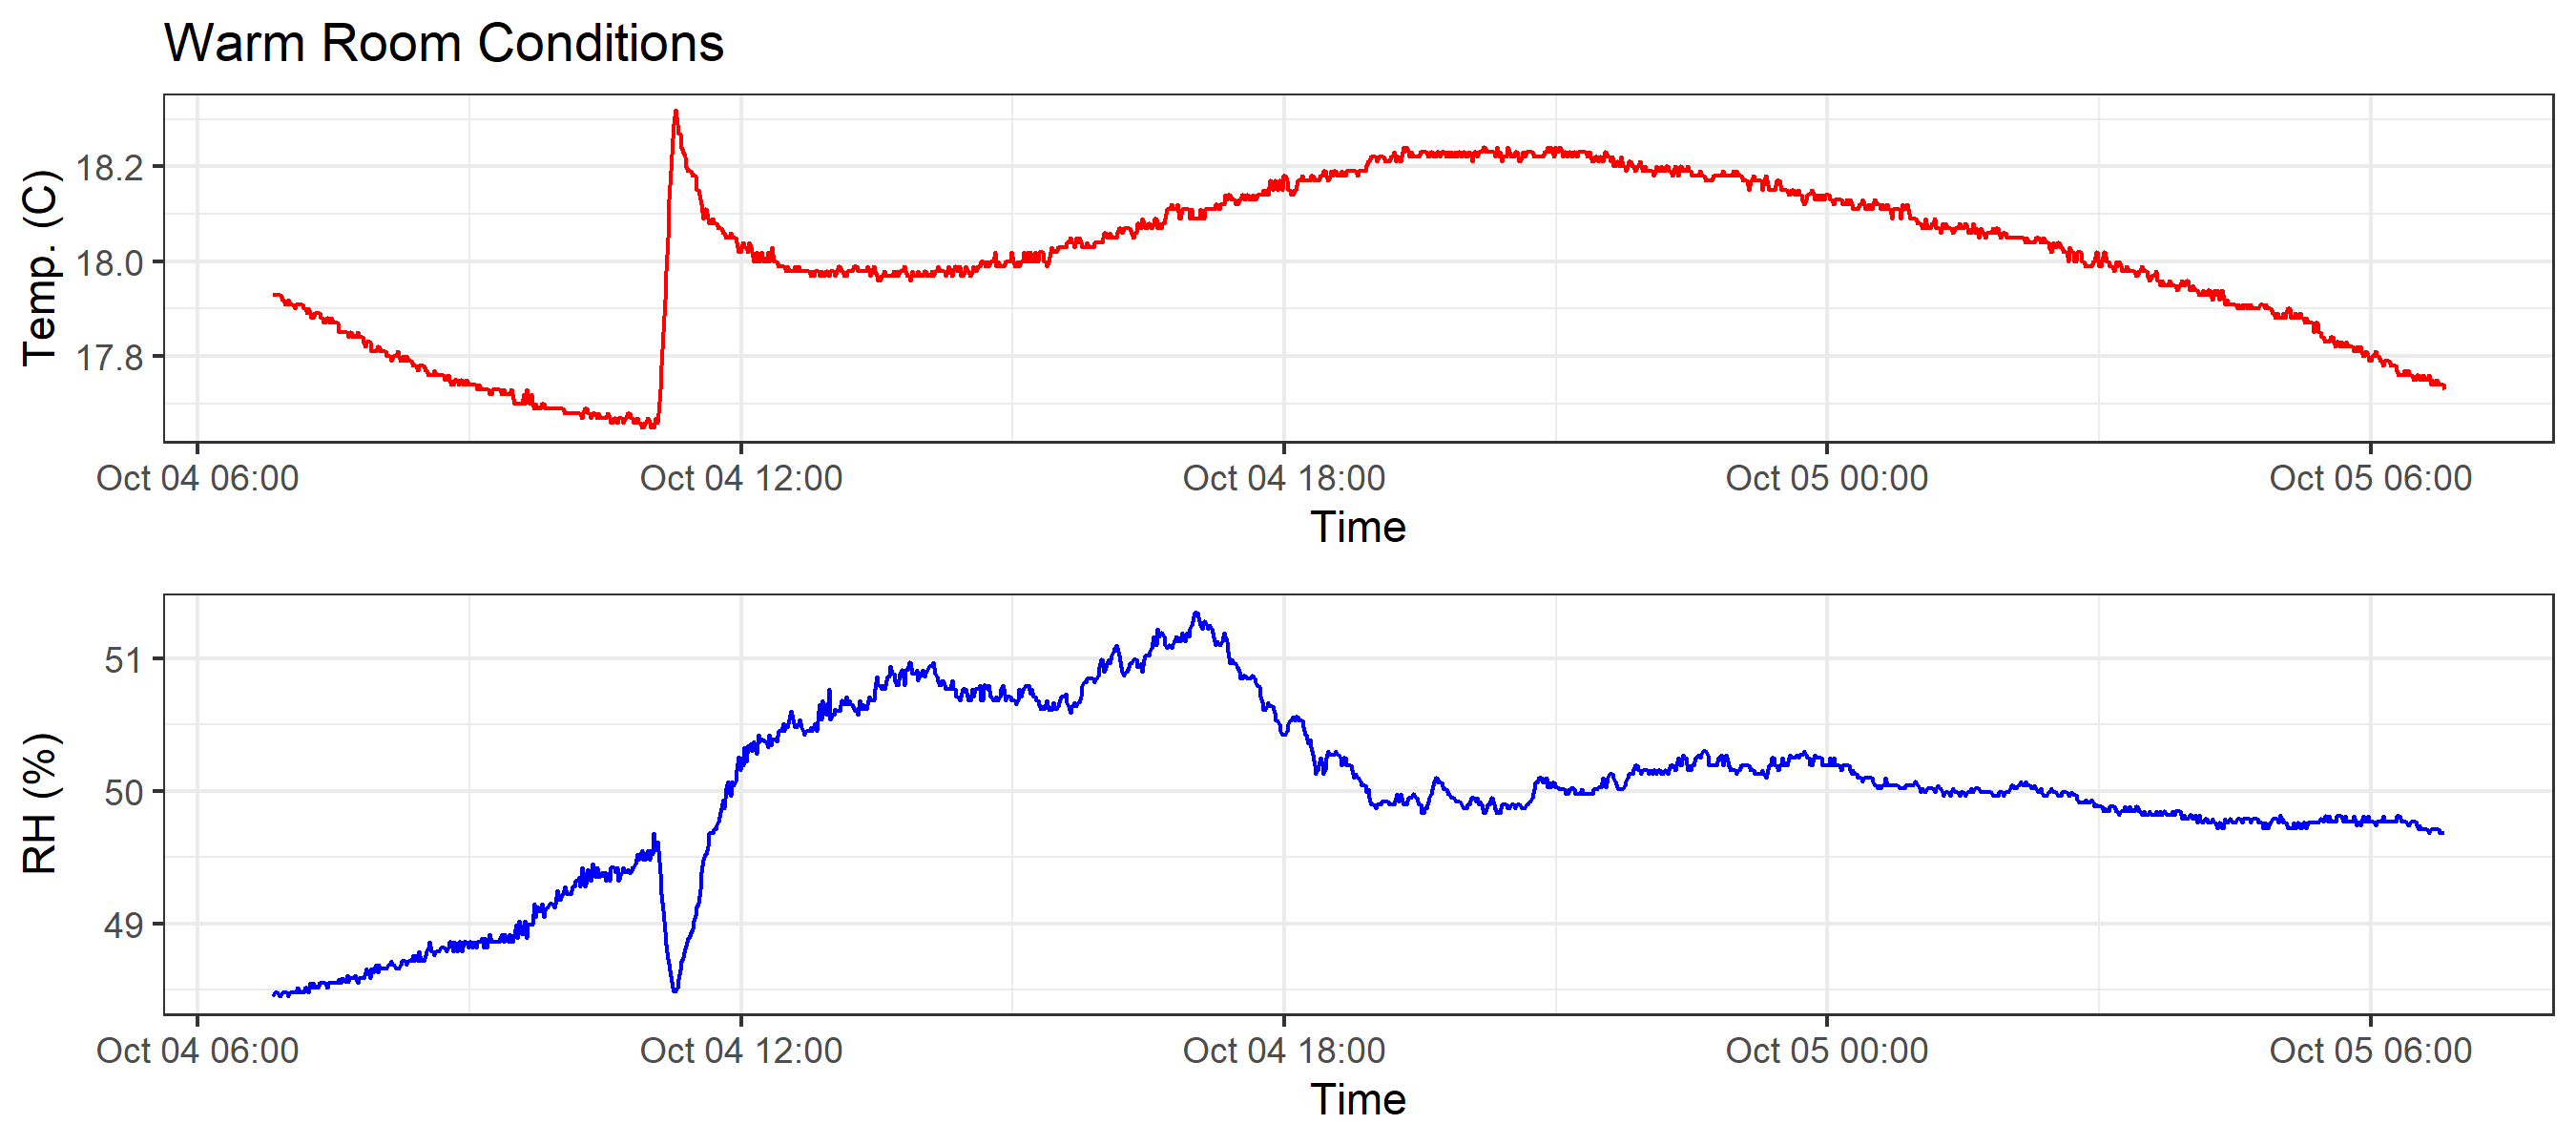 Warm Room Conditions
Temp. (C)
18.2
18.0
17.8
Oct 04 06:00 Oct 04 12:00 Oct 04 18:00 Oct 05 00:00 Oct 05 06:00
Time
RH (%)
51
50
49
Oct 04 06:00 Oct 04 12:00 Oct 04 18:00 Oct 05 00:00 Oct 05 06:00
Time